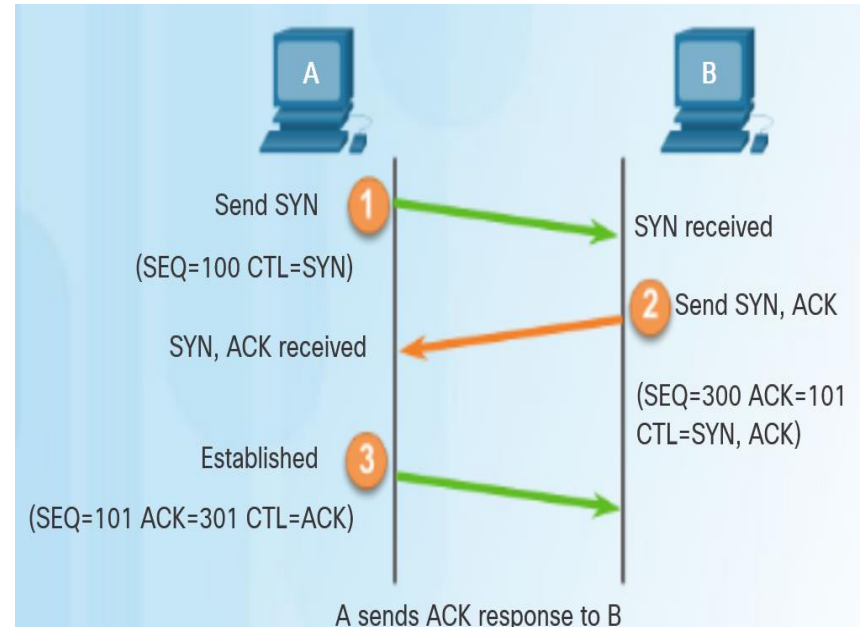 A
B
Send SYN
1
SYN received
(SEQ=100 CTL=SYN)
2
Send SYN, ACK
SYN, ACK received
(SEQ=300 ACK=101
CTL=SYN, ACK)
Established
3
(SEQ=101 ACK=301 CTL=ACK)
A sends ACK response to B